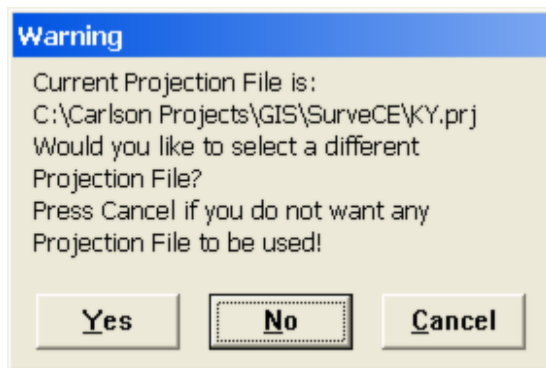 Warning
Current Projection File is:
C:\Carlson Projects\GIS\SurveCE\KY.prj
Would you like to select a different
Projection File?
Press Cancel if you do not want any
Projection File to be used!
Yes No Cancel